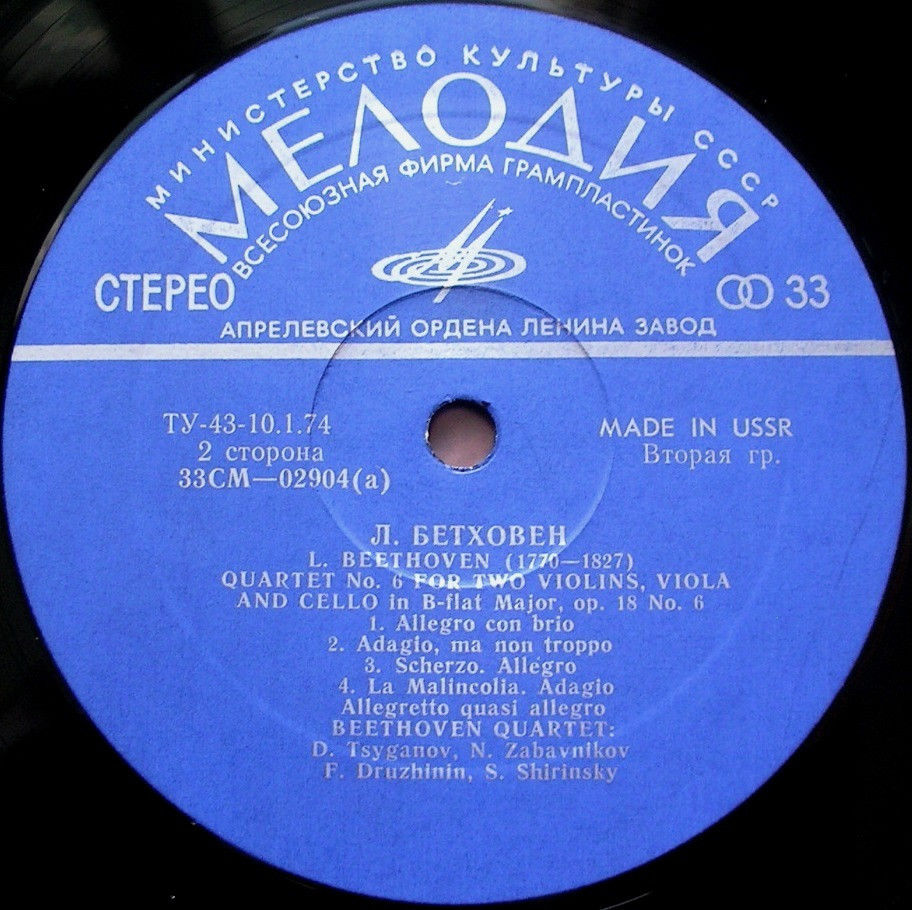 МИНИСТЕРСТВО КУЛЬТУРЫ СССР
МЕЛОДИЯ
ВСЕСОЮЗНАЯ ФИРМА ГРАМПЛАСТИНОК
СТЕРЕО
33
АПРЕЛЕВСКИЙ ОРДЕНА ЛЕНИНА ЗАВОД
ТУ-43-10.1.74
2 сторона
33СМ—02904(а)
MADE IN USSR
Вторая гр.
Л. БЕТХОВЕН
L. BEETHOVEN (1770—1827)
QUARTET No. 6 FOR TWO VIOLINS, VIOLA
AND CELLO in B-flat Major, op. 18 No. 6
1. Allegro con brio
2. Adagio, ma non troppo
3. Scherzo. Allegro
4. La Malincolia. Adagio
Allegretto quasi allegro
BEETHOVEN QUARTET:
D. Tsyganov, N. Zabavnikov
F. Druzhinin, S. Shirinsky